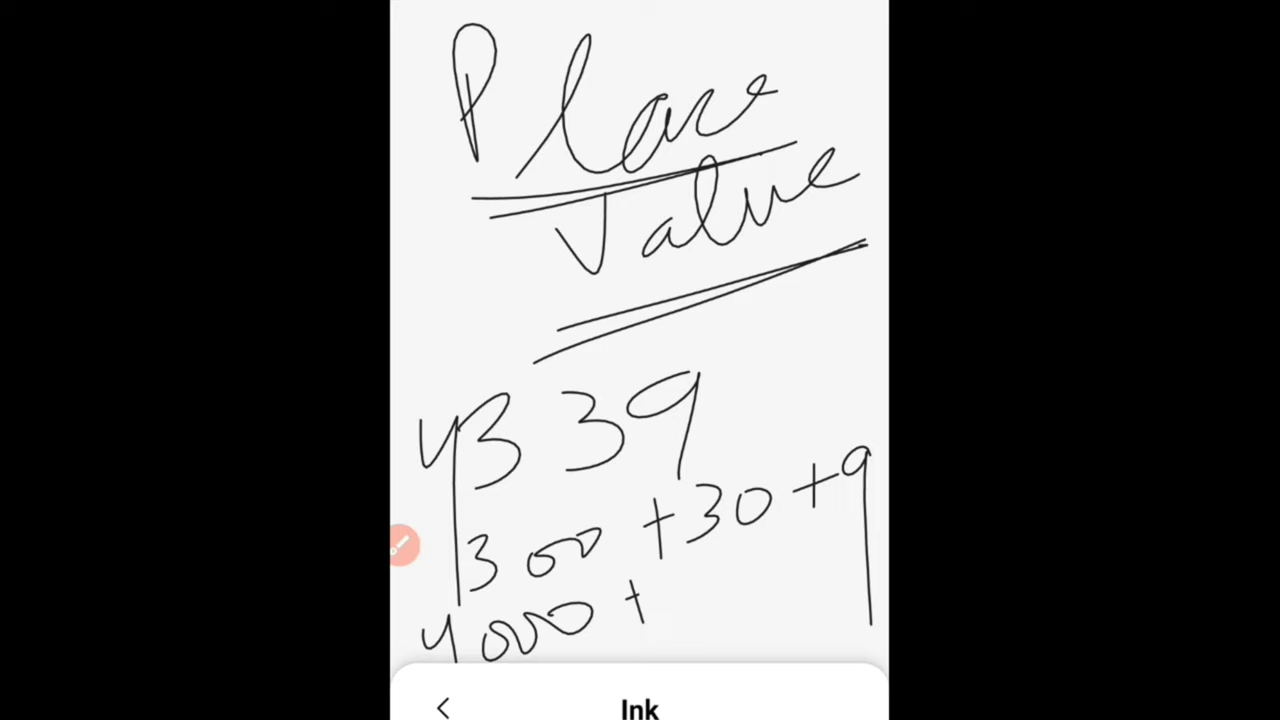 Place
Value
4339
300 + 30 + 9
4000 +
Ink